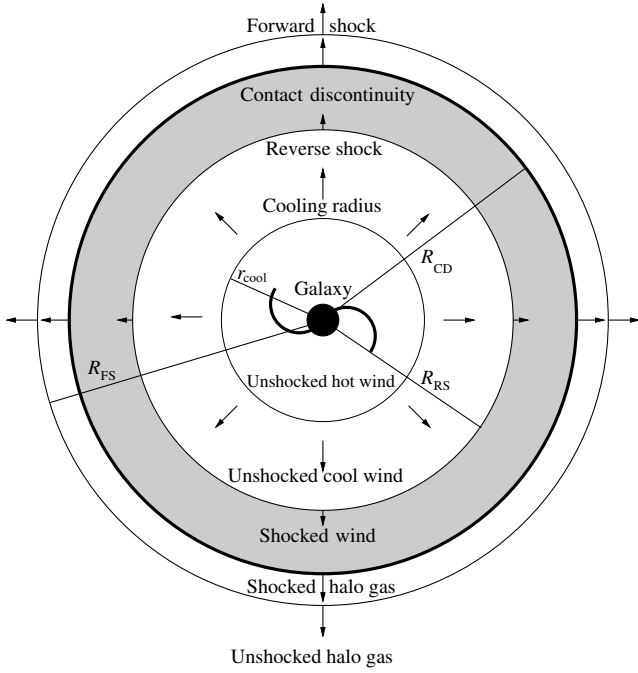 Forward shock
Contact discontinuity
Reverse shock
Cooling radius
R_CD
r_cool
Galaxy
R_FS
Unshocked hot wind
R_RS
Unshocked cool wind
Shocked wind
Shocked halo gas
Unshocked halo gas